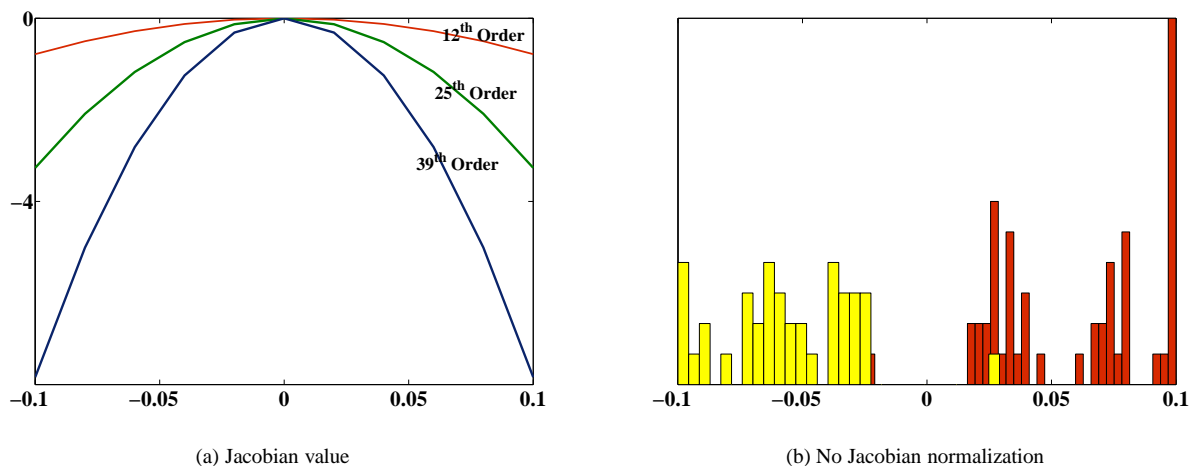 0
−4
−0.1
−0.05
0
0.05
0.1
12th Order
25th Order
39th Order
(a) Jacobian value
−0.1
−0.05
0
0.05
0.1
(b) No Jacobian normalization